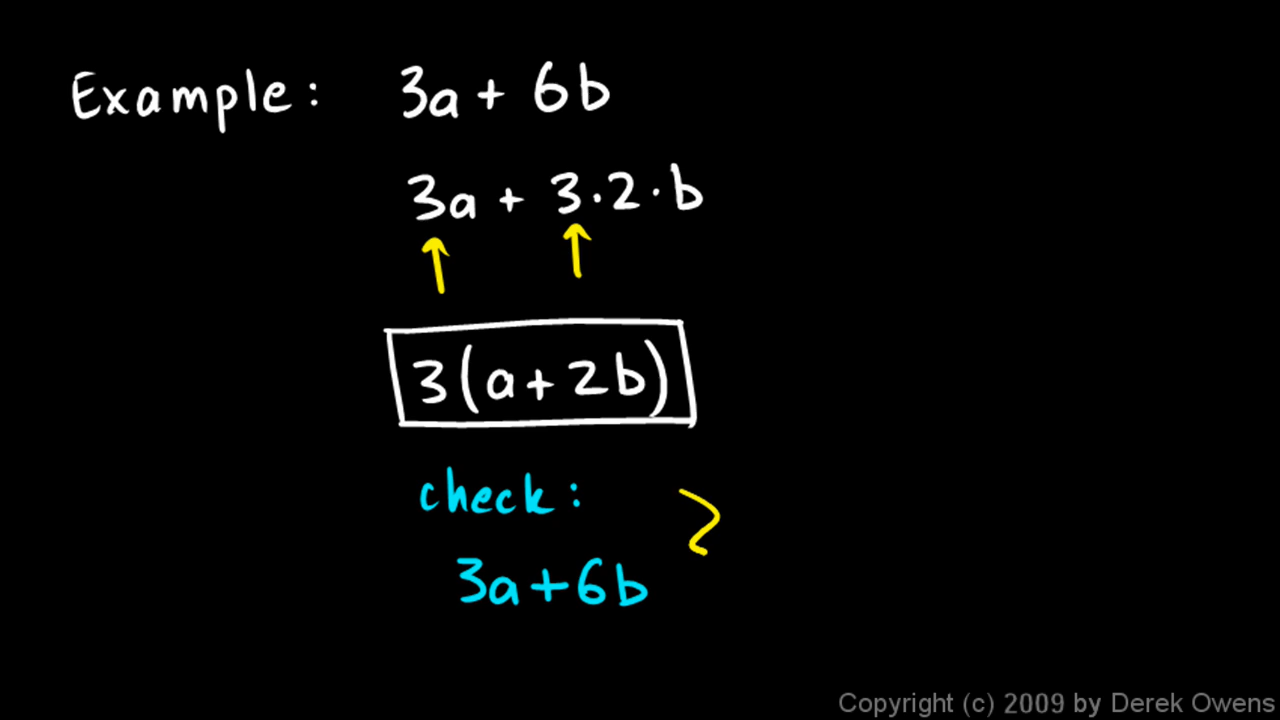 Example: 3a + 6b
3a + 3·2·b
3(a+2b)
check:
3a+6b
Copyright (c) 2009 by Derek Owens